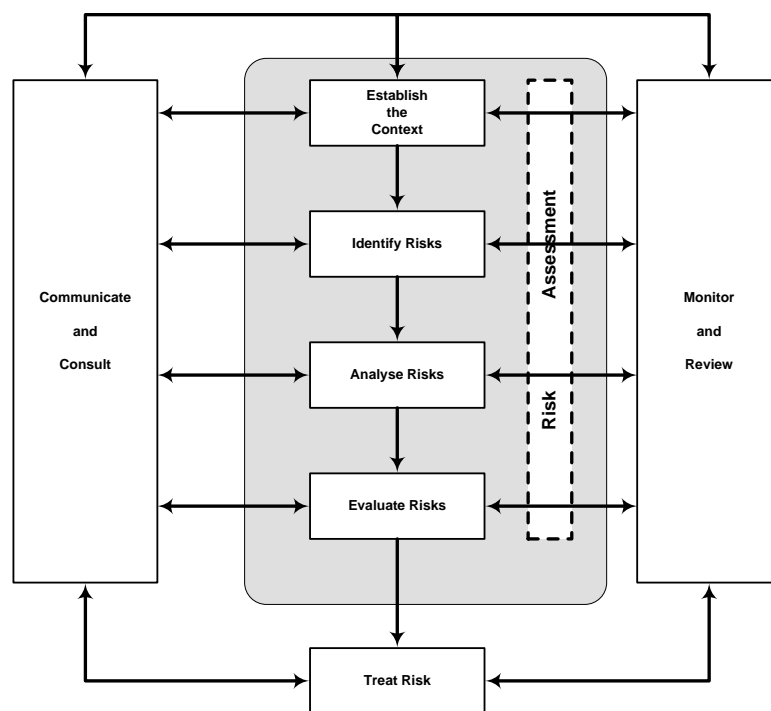 Establish
the
Context
Identify Risks
Analyse Risks
Evaluate Risks
Treat Risk
Communicate
and
Consult
Risk Assessment
Monitor
and
Review